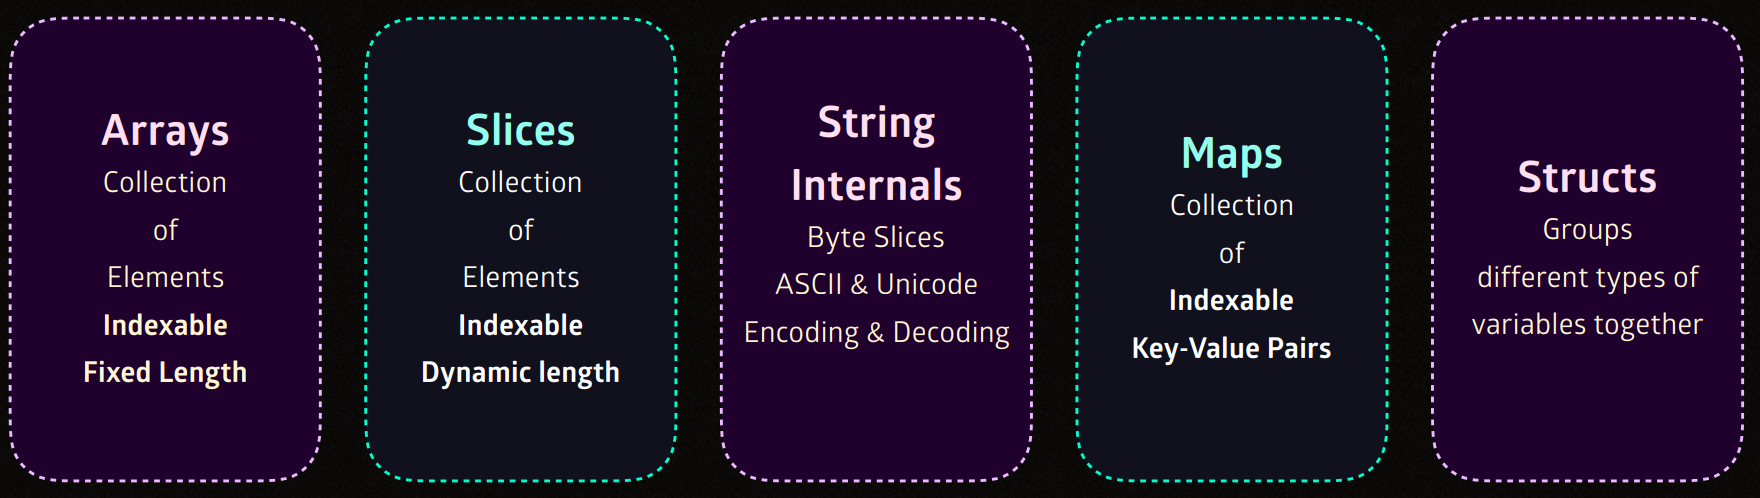 Arrays
Collection
of
Elements
Indexable
Fixed Length
Slices
Collection
of
Elements
Indexable
Dynamic length
String
Internals
Byte Slices
ASCII & Unicode
Encoding & Decoding
Maps
Collection
of
Indexable
Key-Value Pairs
Structs
Groups
different types of
variables together